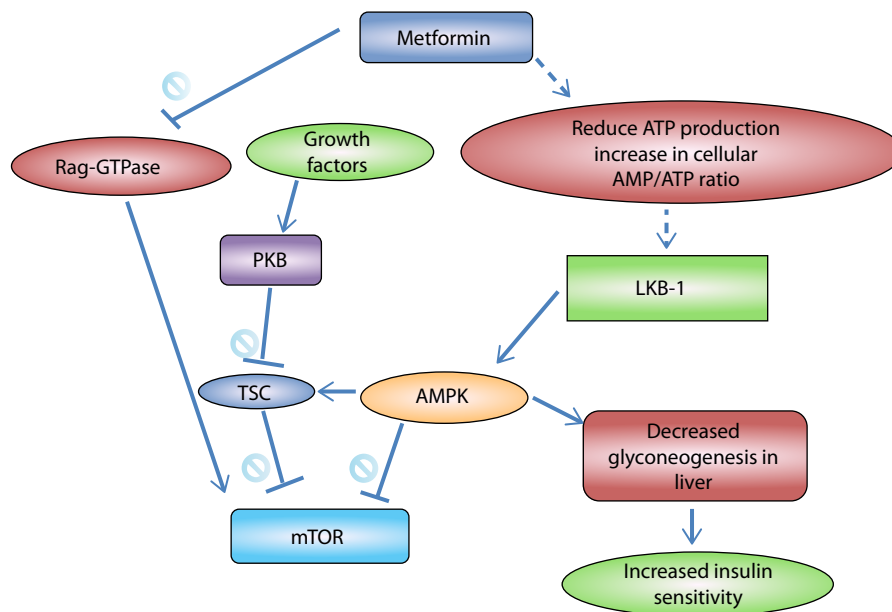 Metformin
Rag-GTPase
Growth
factors
Reduce ATP production
increase in cellular
AMP/ATP ratio
PKB
LKB-1
TSC
AMPK
Decreased
glyconeogenesis in
liver
mTOR
Increased insulin
sensitivity